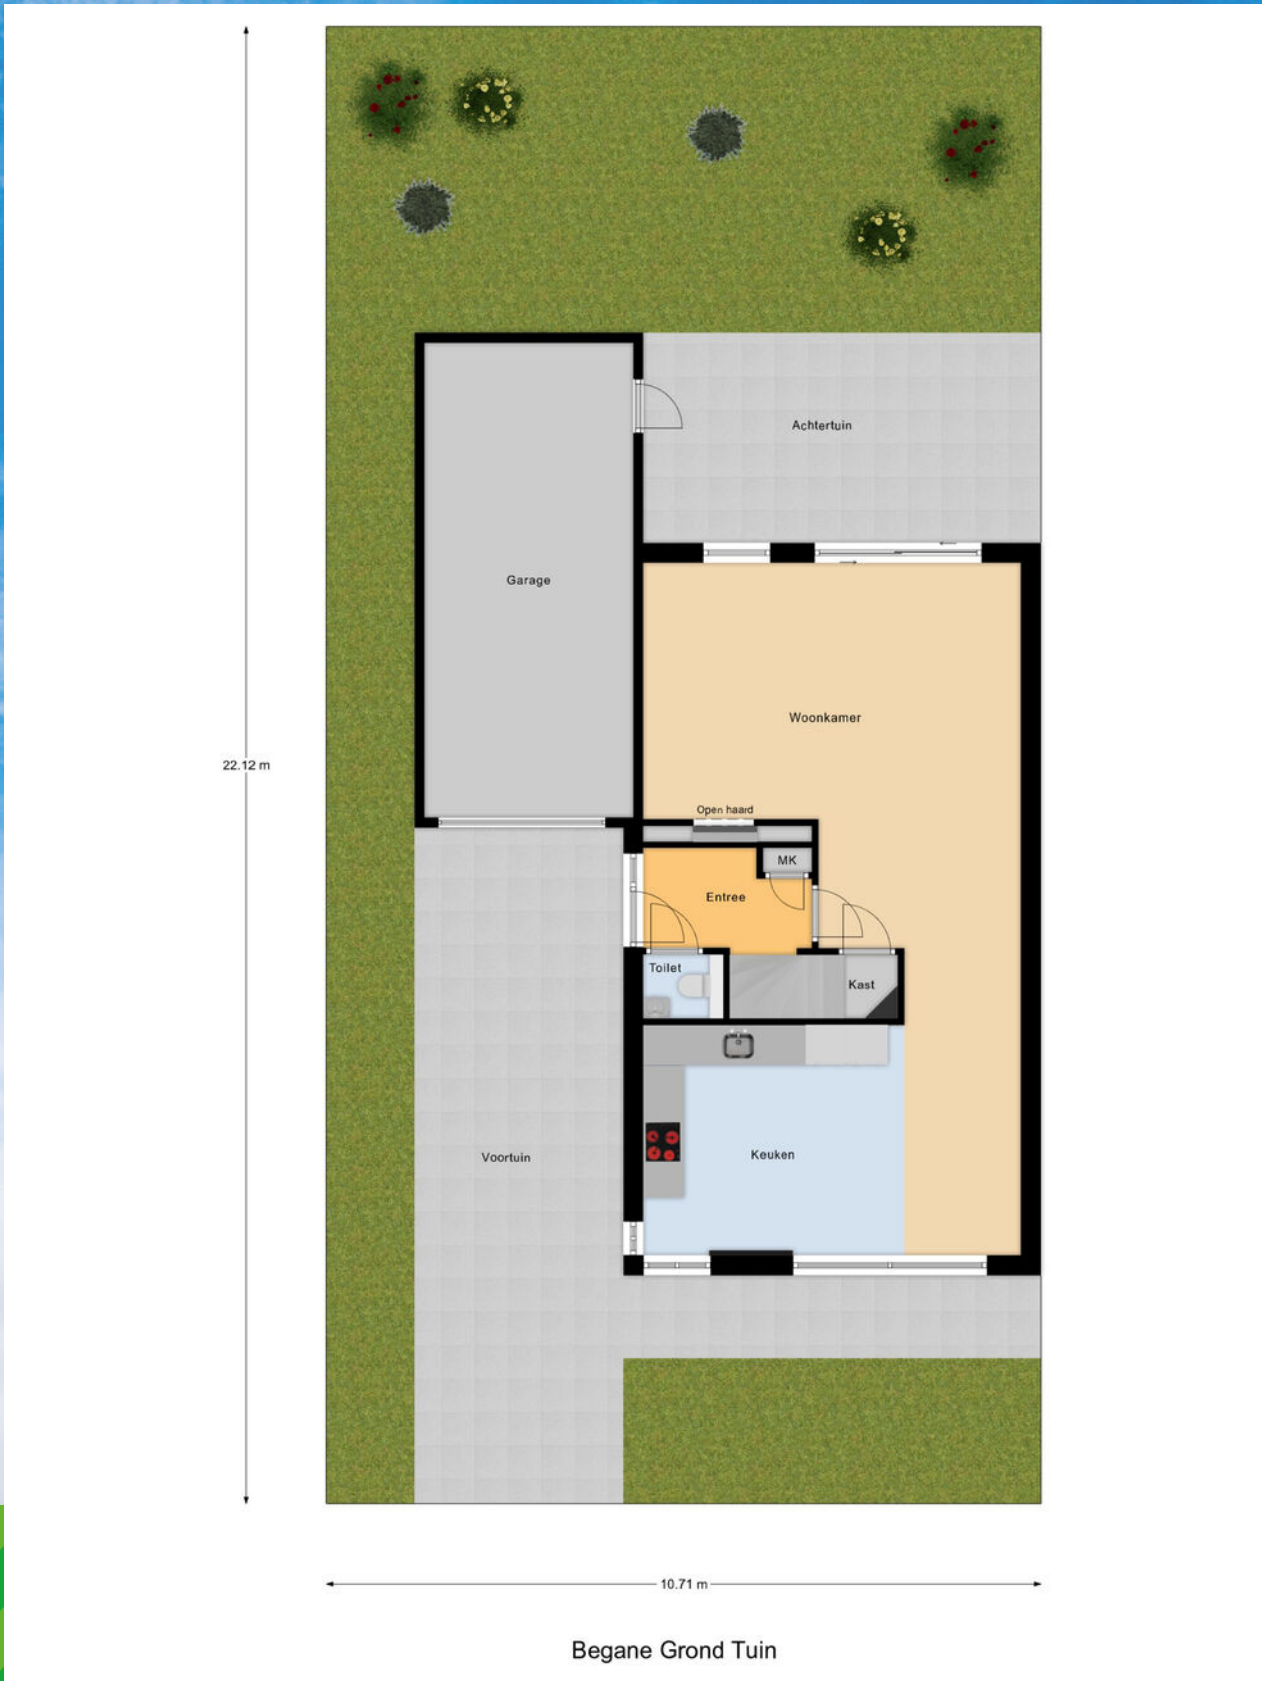 Achtertuin
Garage
Woonkamer
22.12 m
Open haard
MK
Entree
Toilet
Kast
Keuken
Voortuin
10.71 m
Begane Grond Tuin